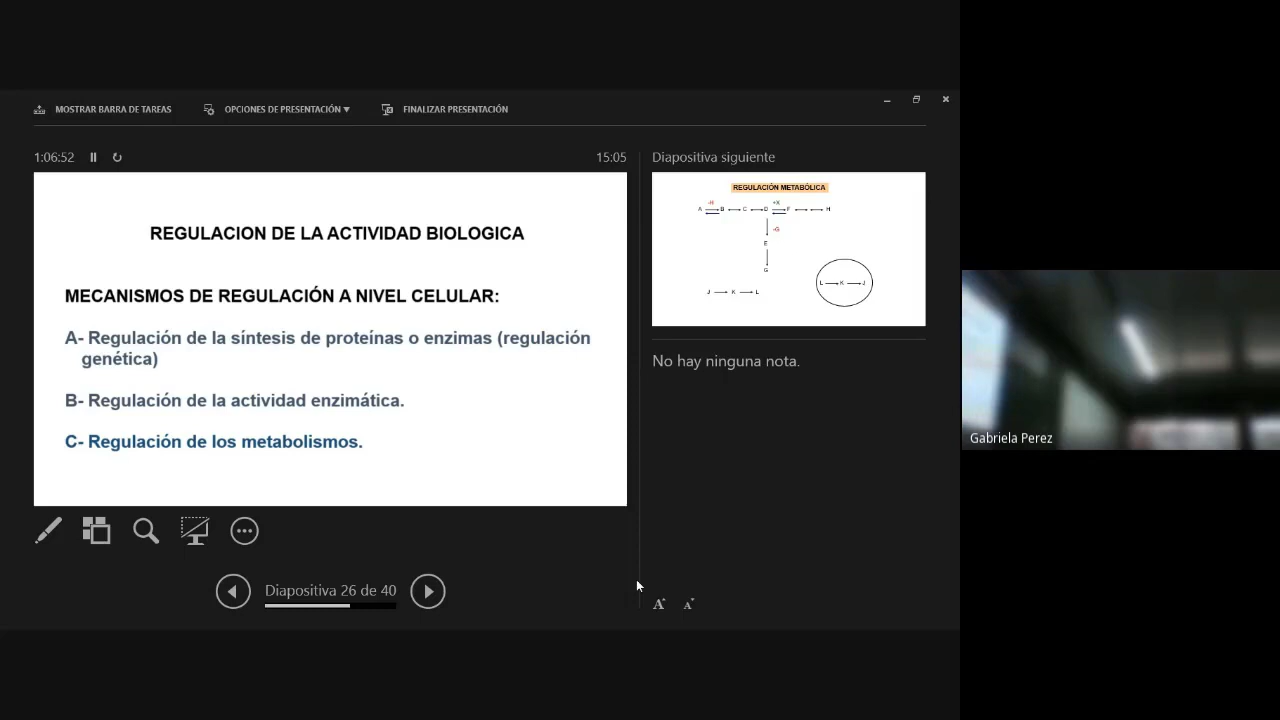 MOSTRAR BARRA DE TAREAS
OPCIONES DE PRESENTACIÓN ▼
FINALIZAR PRESENTACIÓN
1:06:52
15:05
REGULACION DE LA ACTIVIDAD BIOLOGICA
MECANISMOS DE REGULACIÓN A NIVEL CELULAR:
A- Regulación de la síntesis de proteínas o enzimas (regulación
genética)
B- Regulación de la actividad enzimática.
C- Regulación de los metabolismos.
Diapositiva 26 de 40
Diapositiva siguiente
REGULACIÓN METABÓLICA
-H
+X
A B C D F H
-G
E
G
J K L
L K J
No hay ninguna nota.
A A
Gabriela Perez